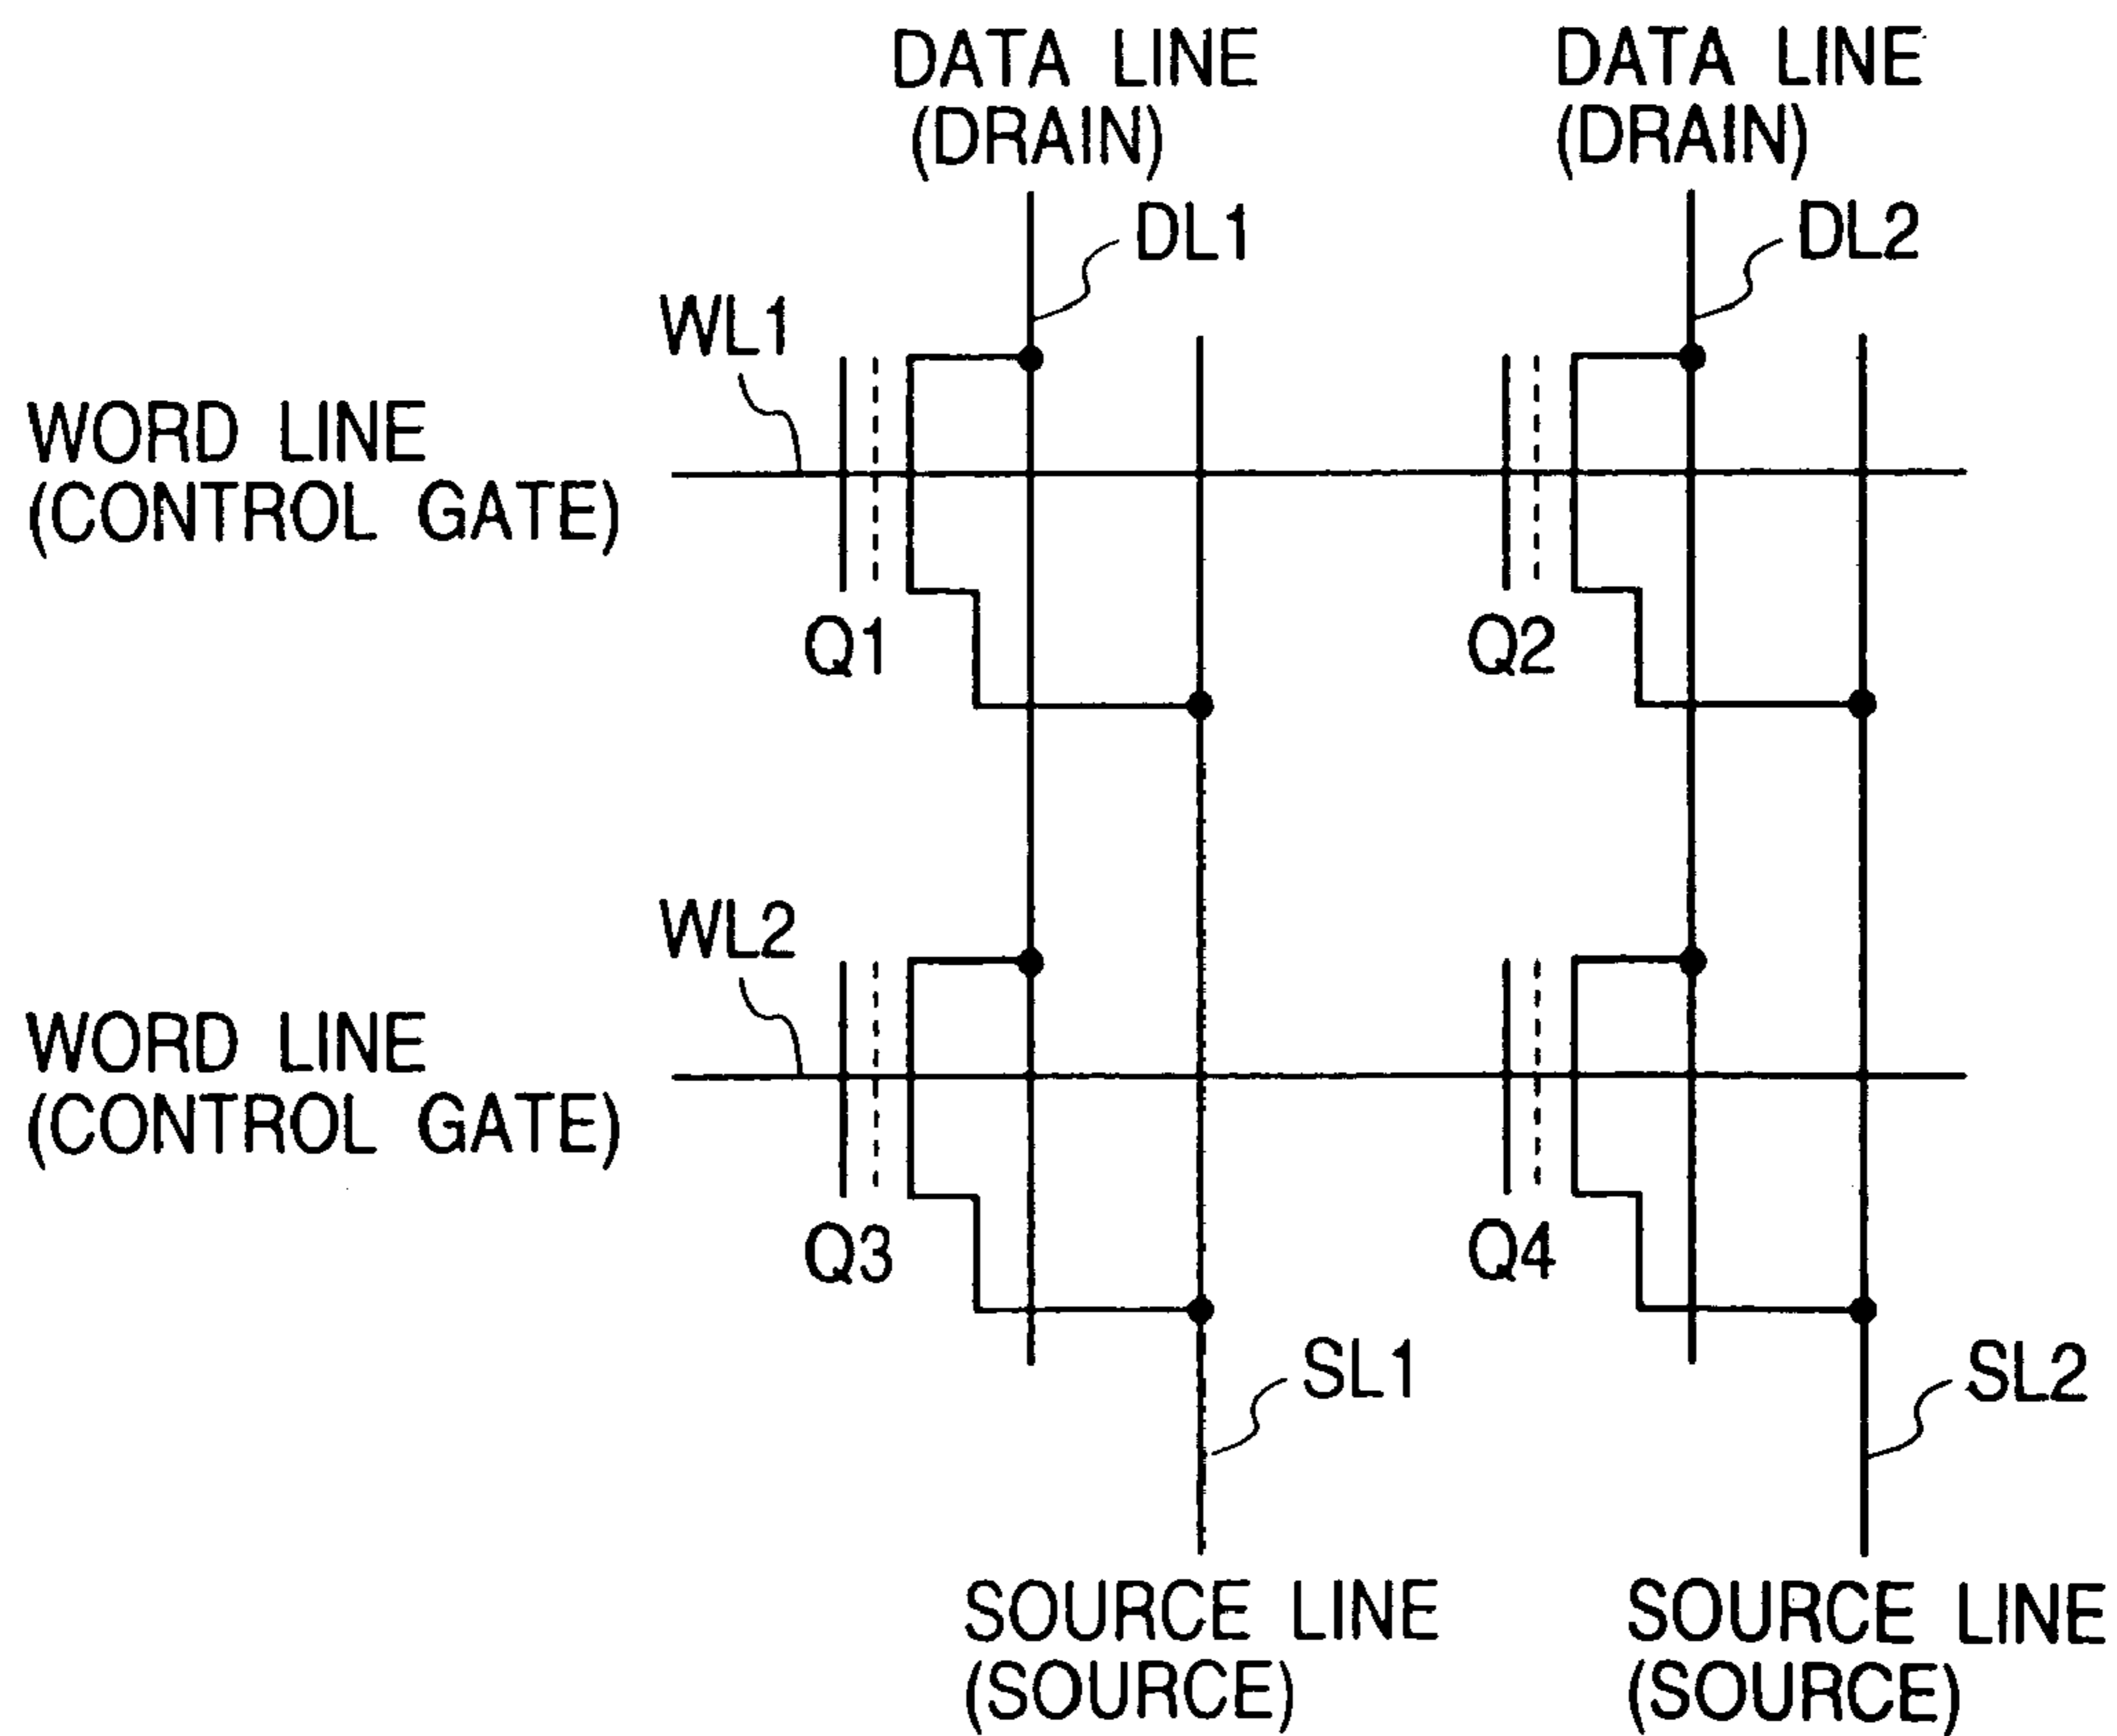 DATA LINE
(DRAIN)
DATA LINE
(DRAIN)
DL1
DL2
WL1
WORD LINE
(CONTROL GATE)
Q1
Q2
WL2
WORD LINE
(CONTROL GATE)
Q3
Q4
SL1
SL2
SOURCE LINE
(SOURCE)
SOURCE LINE
(SOURCE)